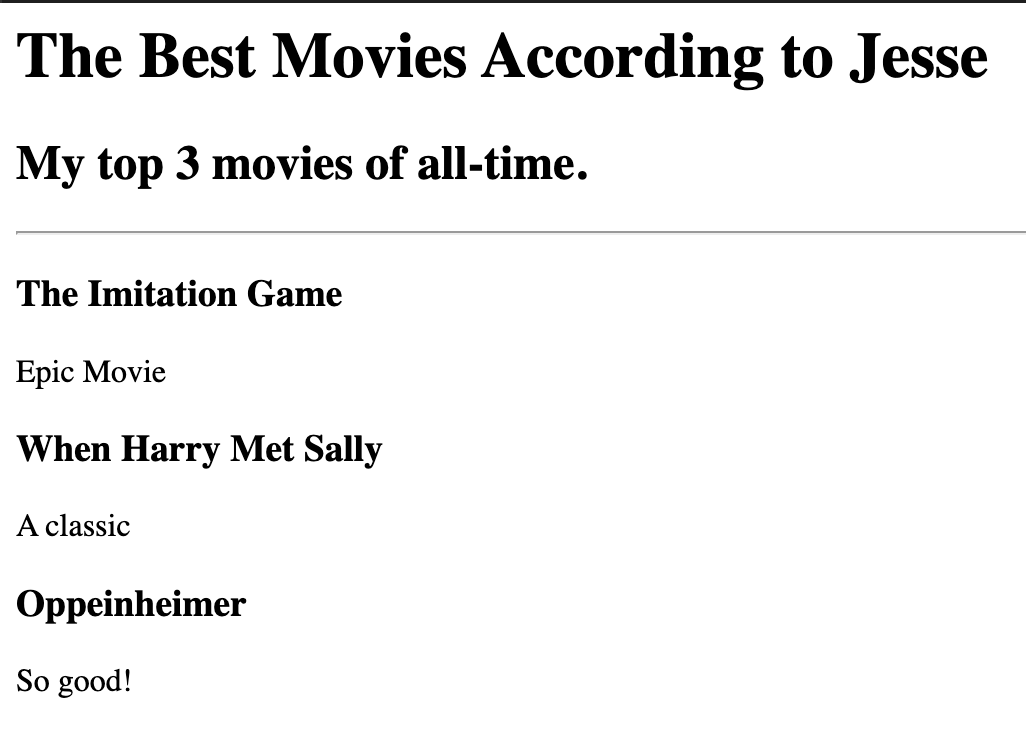 The Best Movies According to Jesse
My top 3 movies of all-time.
The Imitation Game
Epic Movie
When Harry Met Sally
A classic
Oppeinheimer
So good!